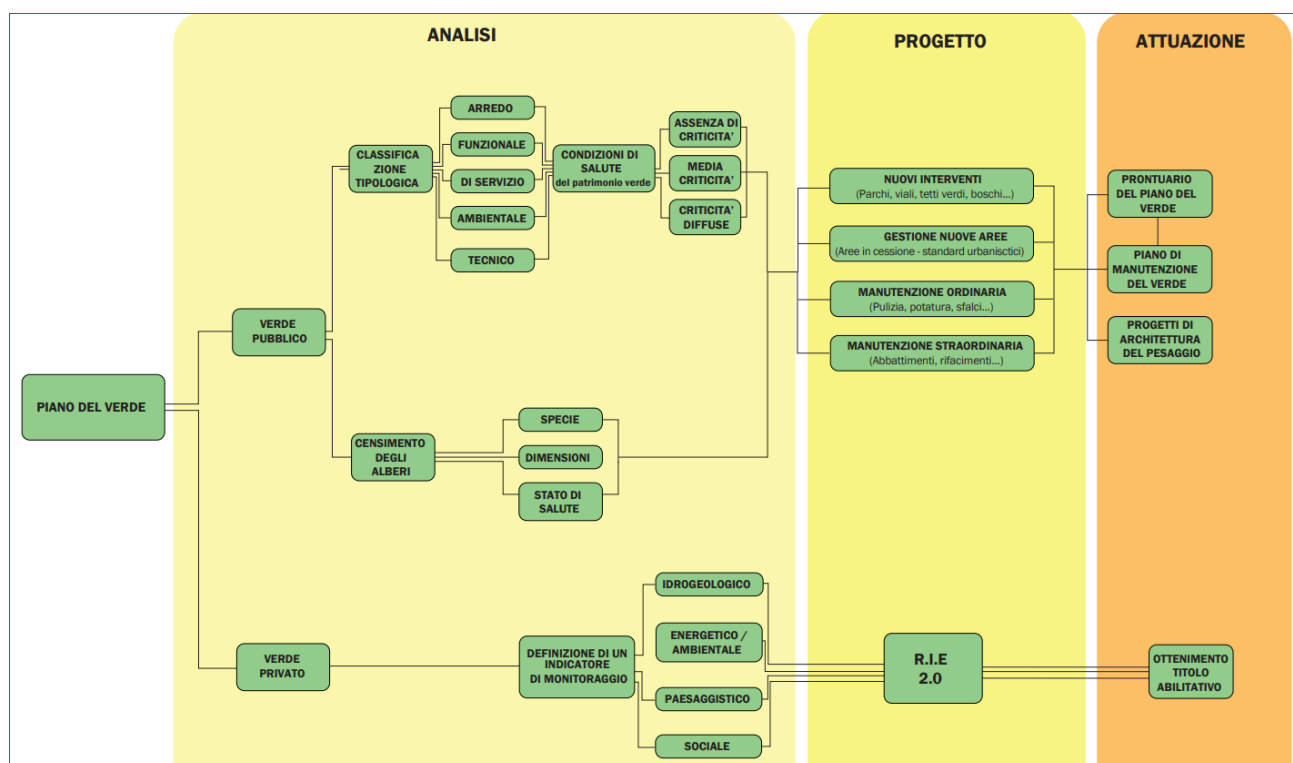 ANALISI
PROGETTO
ATTUAZIONE
PIANO DEL VERDE
VERDE
PUBBLICO
VERDE
PRIVATO
CLASSIFICA
ZIONE
TIPOLOGICA
ARREDO
FUNZIONALE
DI SERVIZIO
AMBIENTALE
TECNICO
CONDIZIONI DI
SALUTE
del patrimonio verde
ASSENZA DI
CRITICITA’
MEDIA
CRITICITA’
CRITICITA’
DIFFUSE
CENSIMENTO
DEGLI
ALBERI
SPECIE
DIMENSIONI
STATO DI
SALUTE
DEFINIZIONE DI UN
INDICATORE
DI MONITORAGGIO
IDROGEOLOGICO
ENERGETICO /
AMBIENTALE
PAESAGGISTICO
SOCIALE
NUOVI INTERVENTI
(Parchi, viali, tetti verdi, boschi...)
GESTIONE NUOVE AREE
(Aree in cessione - standard urbanisctici)
MANUTENZIONE ORDINARIA
(Pulizia, potatura, sfalci...)
MANUTENZIONE STRAORDINARIA
(Abbattimenti, rifacimenti...)
R.I.E
2.0
PRONTUARIO
DEL PIANO DEL
VERDE
PIANO DI
MANUTENZIONE
DEL VERDE
PROGETTI DI
ARCHITETTURA
DEL PESAGGIO
OTTENIMENTO
TITOLO
ABILITATIVO